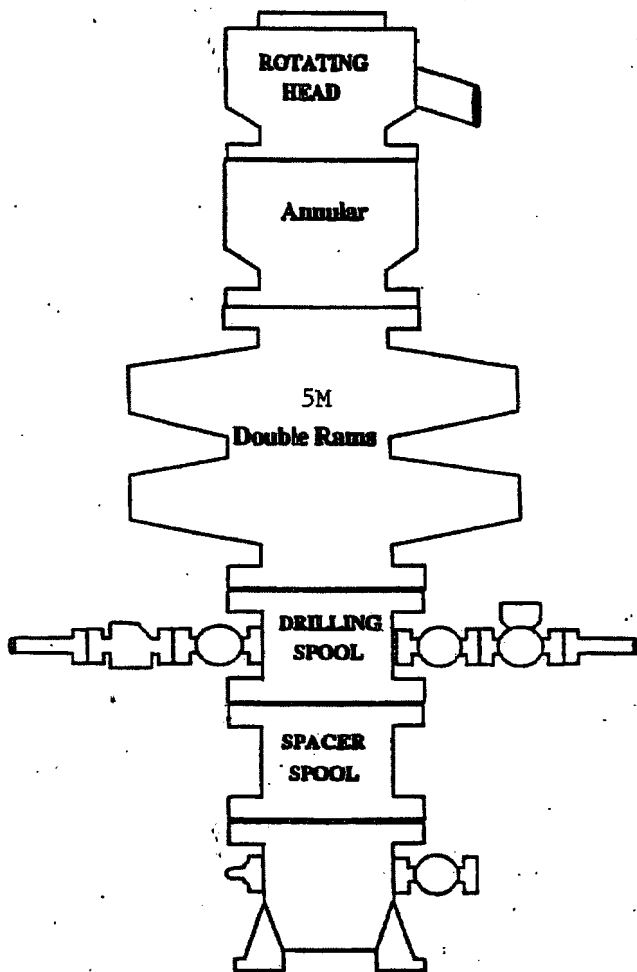 ROTATING
HEAD
Annular
5M
Double Rams
DRILLING
SPOOL
SPACER
SPOOL